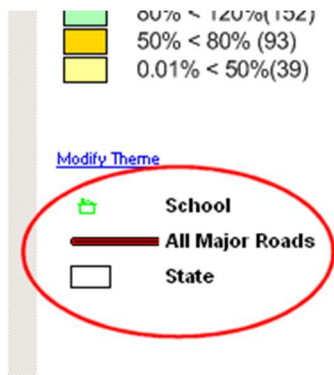 80% < 120%(152)
50% < 80% (93)
0.01% < 50%(39)
Modify Theme
School
All Major Roads
State